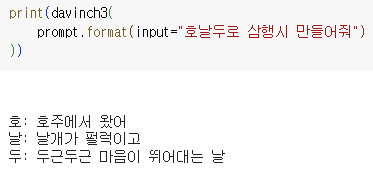 print(davinch3(
prompt.format(input="호날두로 삼행시 만들어줘")
))
호: 호주에서 왔어
날: 날개가 펄럭이고
두: 두근두근 마음이 뛰어대는 날